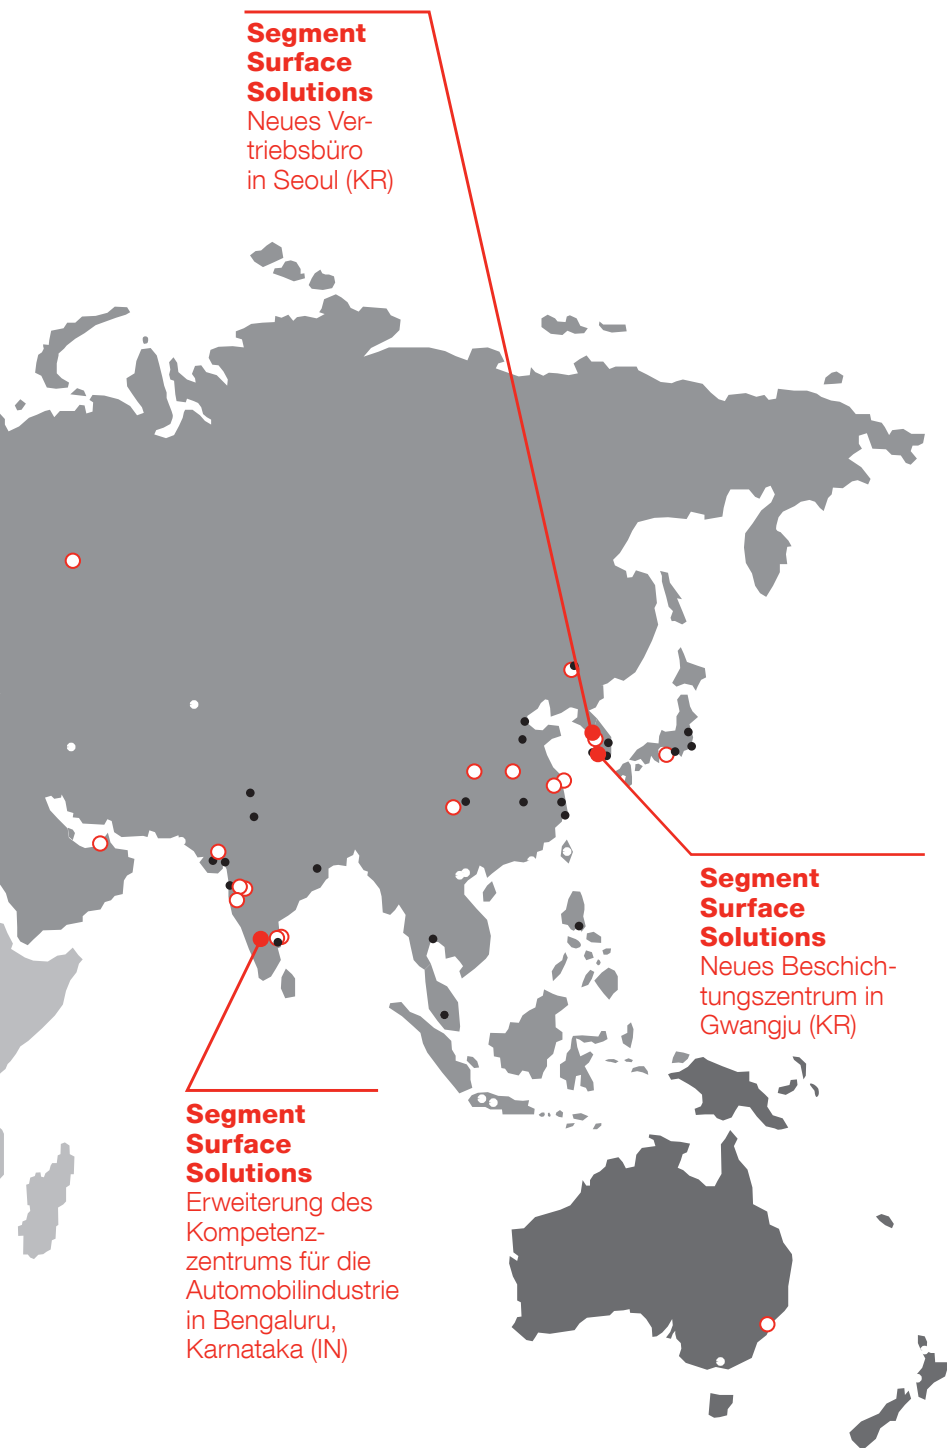 Segment
Surface
Solutions
Neues Ver-
triebsbüro
in Seoul (KR)
Segment
Surface
Solutions
Neues Beschich-
tungszentrum in
Gwangju (KR)
Segment
Surface
Solutions
Erweiterung des
Kompetenz-
zentrums für die
Automobilindustrie
in Bengaluru,
Karnataka (IN)